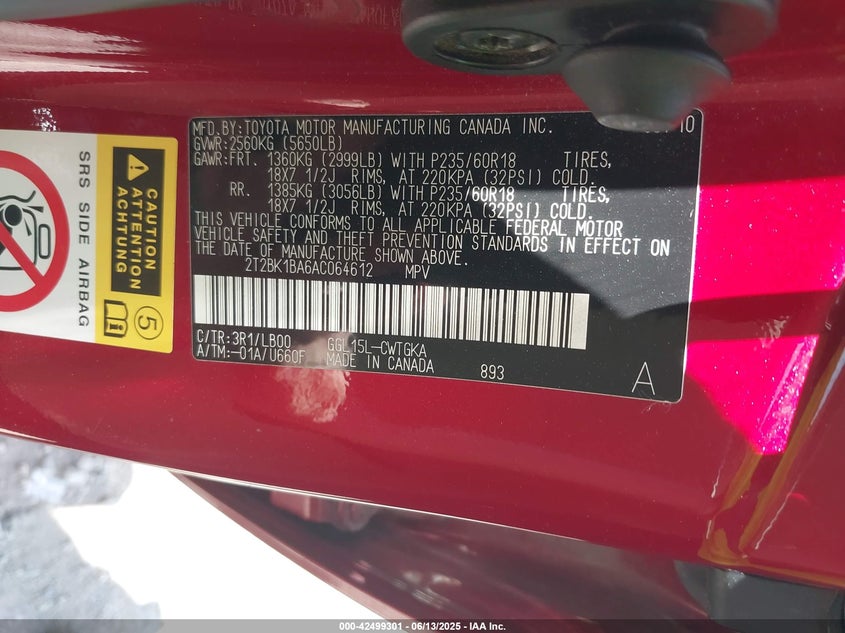 MFD.BY:TOYOTA MOTOR MANUFACTURING CANADA INC. /10
GVWR:2560KG (5650LB)
GAWR:FRT. 1360KG (2999LB) WITH P235/60R18 TIRES,
18X7 1/2J RIMS, AT 220KPA (32PSI) COLD.
RR. 1385KG (3056LB) WITH P235/60R18 TIRES,
18X7 1/2J RIMS, AT 220KPA (32PSI) COLD.
THIS VEHICLE CONFORMS TO ALL APPLICABLE FEDERAL MOTOR
VEHICLE SAFETY AND THEFT PREVENTION STANDARDS IN EFFECT ON
THE DATE OF MANUFACTURE SHOWN ABOVE.
2T2BK1BA6AC064612 MPV
C/TR:3R1/LB00 GGL15L-CWTGKA
A/TM:-01A/U660F MADE IN CANADA 893 A
SRS SIDE AIRBAG
CAUTION
ATTENTION
ACHTUNG
5
000-42499301 - 06/13/2025 - IAA Inc.